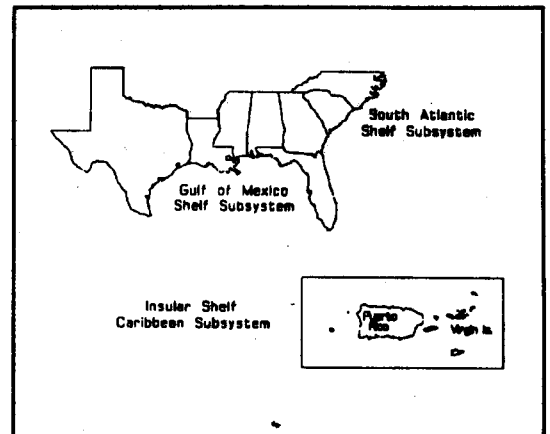 South Atlantic
Shelf Subsystem
Gulf of Mexico
Shelf Subsystem
Insular Shelf
Caribbean Subsystem
Puerto
Rico
Virgin Is.